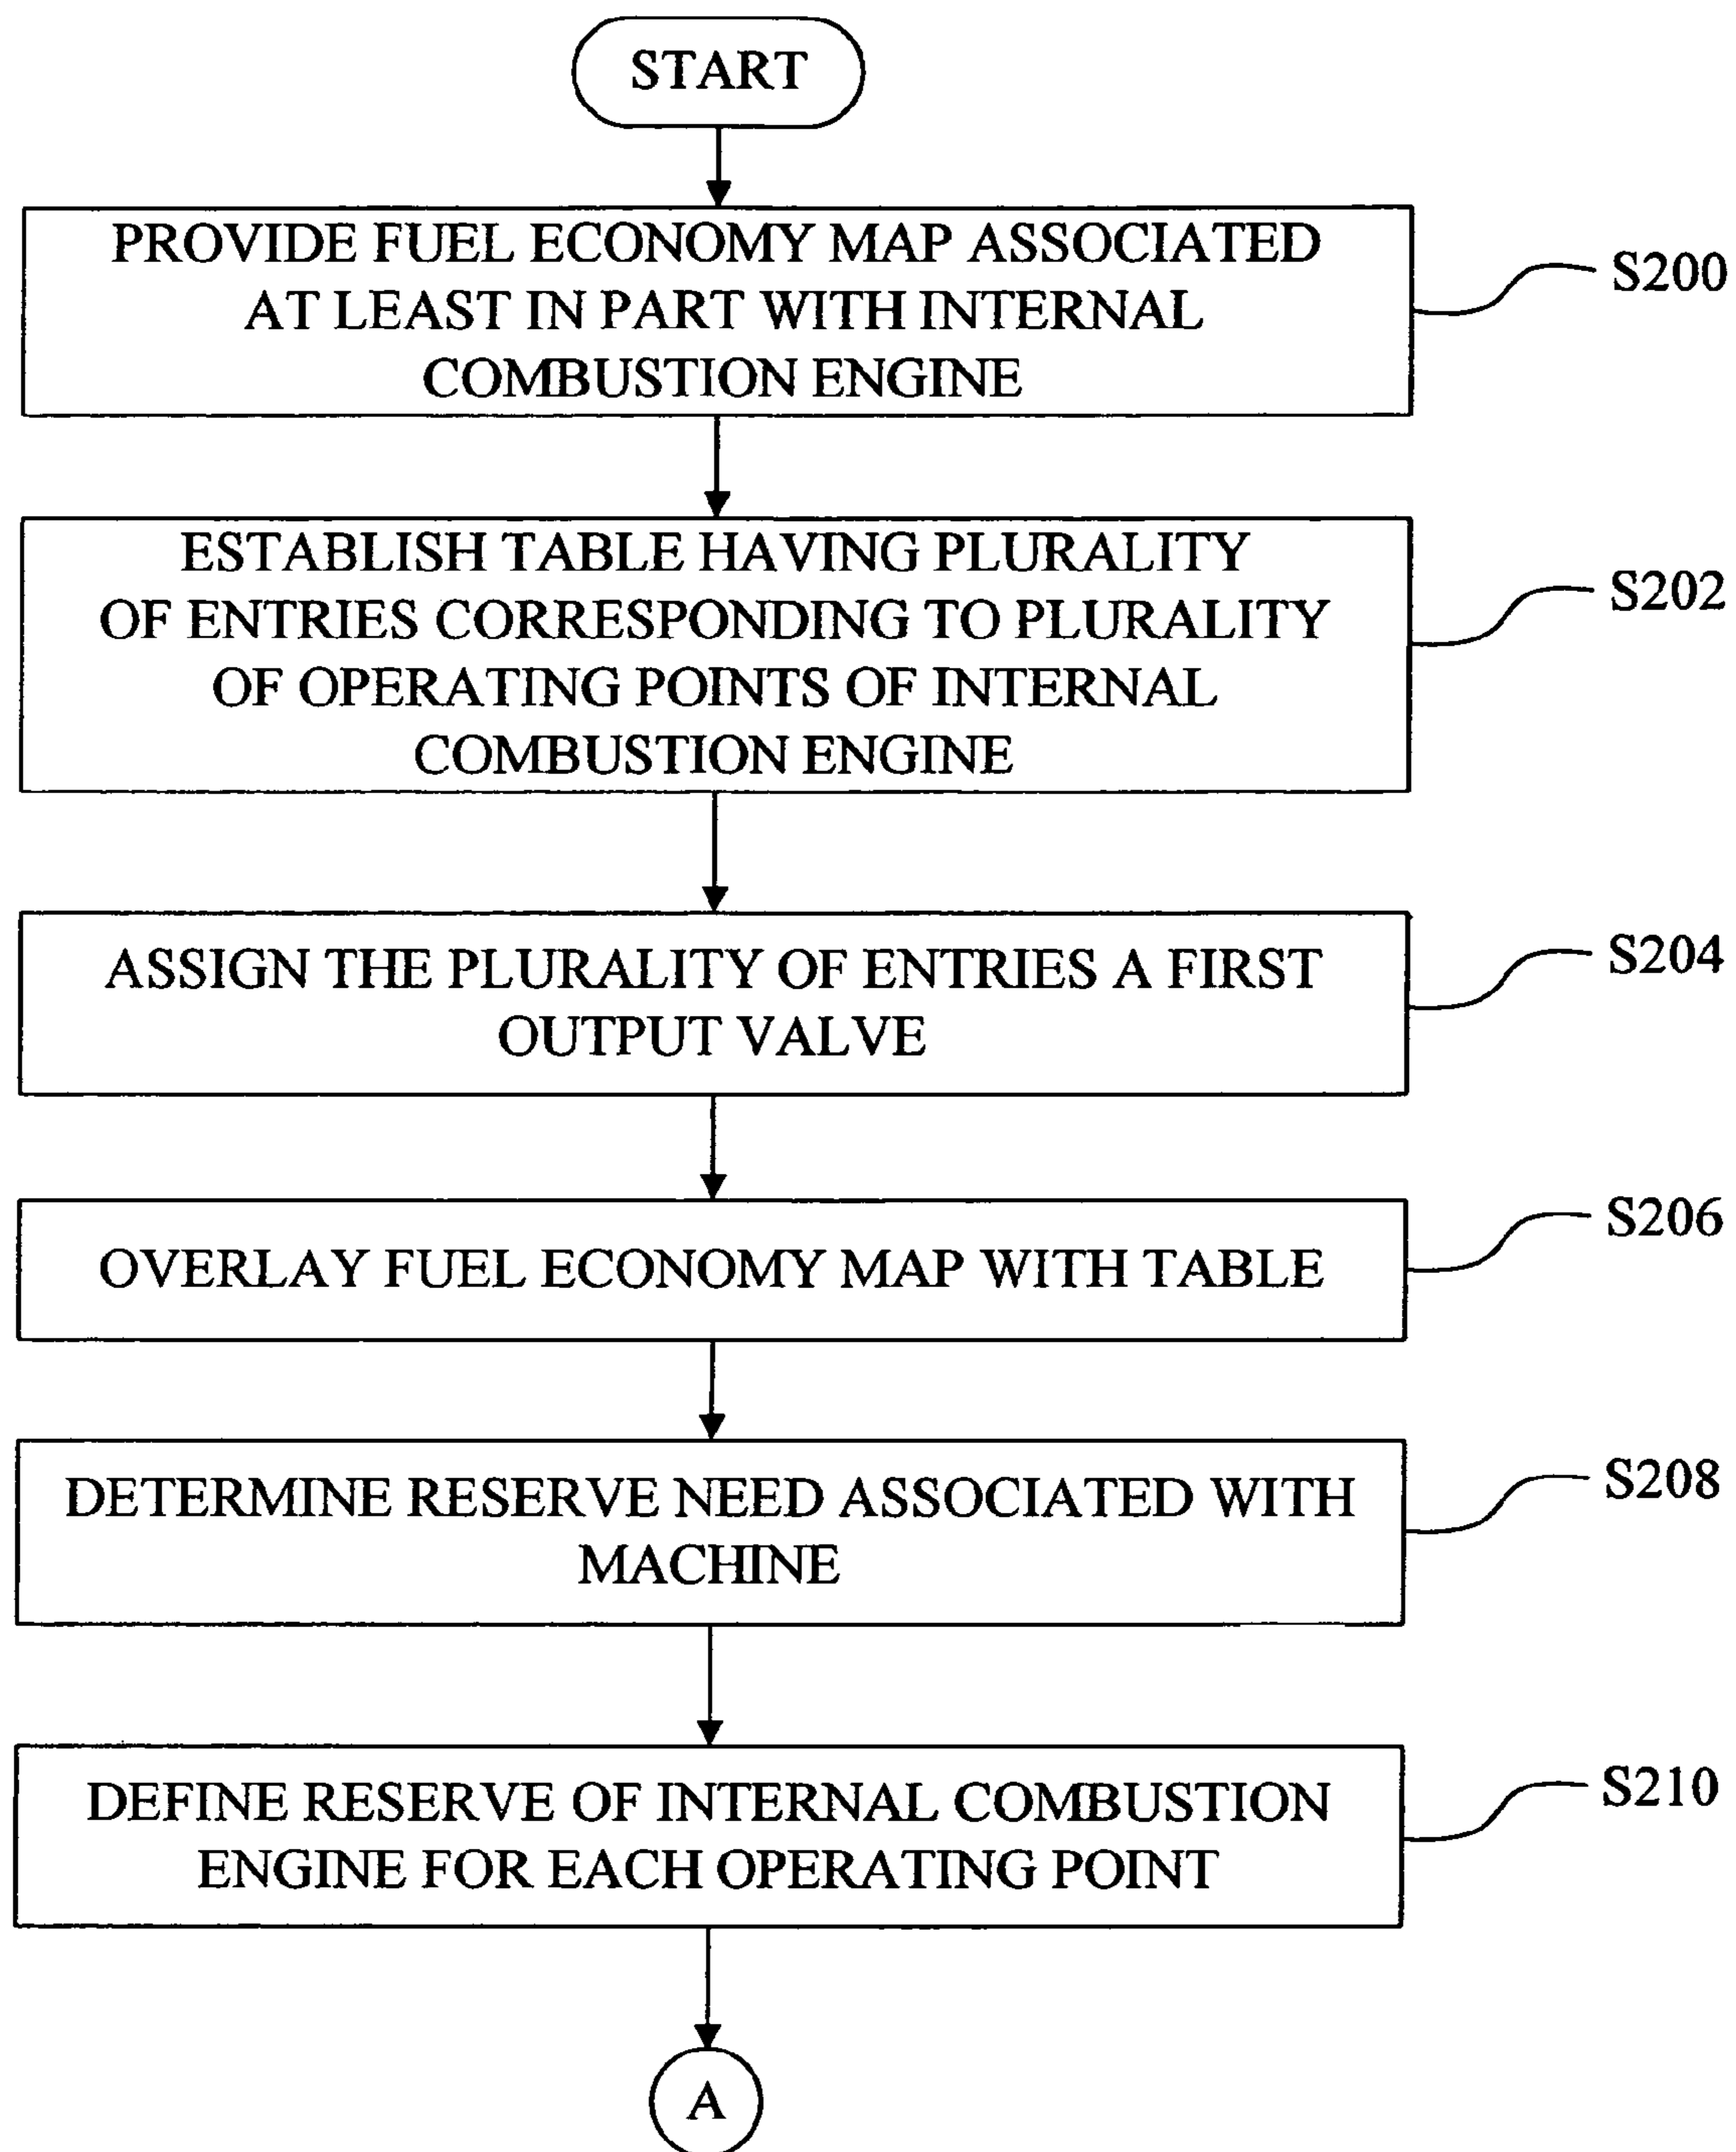 START
PROVIDE FUEL ECONOMY MAP ASSOCIATED
AT LEAST IN PART WITH INTERNAL
COMBUSTION ENGINE
S200
ESTABLISH TABLE HAVING PLURALITY
OF ENTRIES CORRESPONDING TO PLURALITY
OF OPERATING POINTS OF INTERNAL
COMBUSTION ENGINE
S202
ASSIGN THE PLURALITY OF ENTRIES A FIRST
OUTPUT VALVE
S204
OVERLAY FUEL ECONOMY MAP WITH TABLE
S206
DETERMINE RESERVE NEED ASSOCIATED WITH
MACHINE
S208
DEFINE RESERVE OF INTERNAL COMBUSTION
ENGINE FOR EACH OPERATING POINT
S210
A